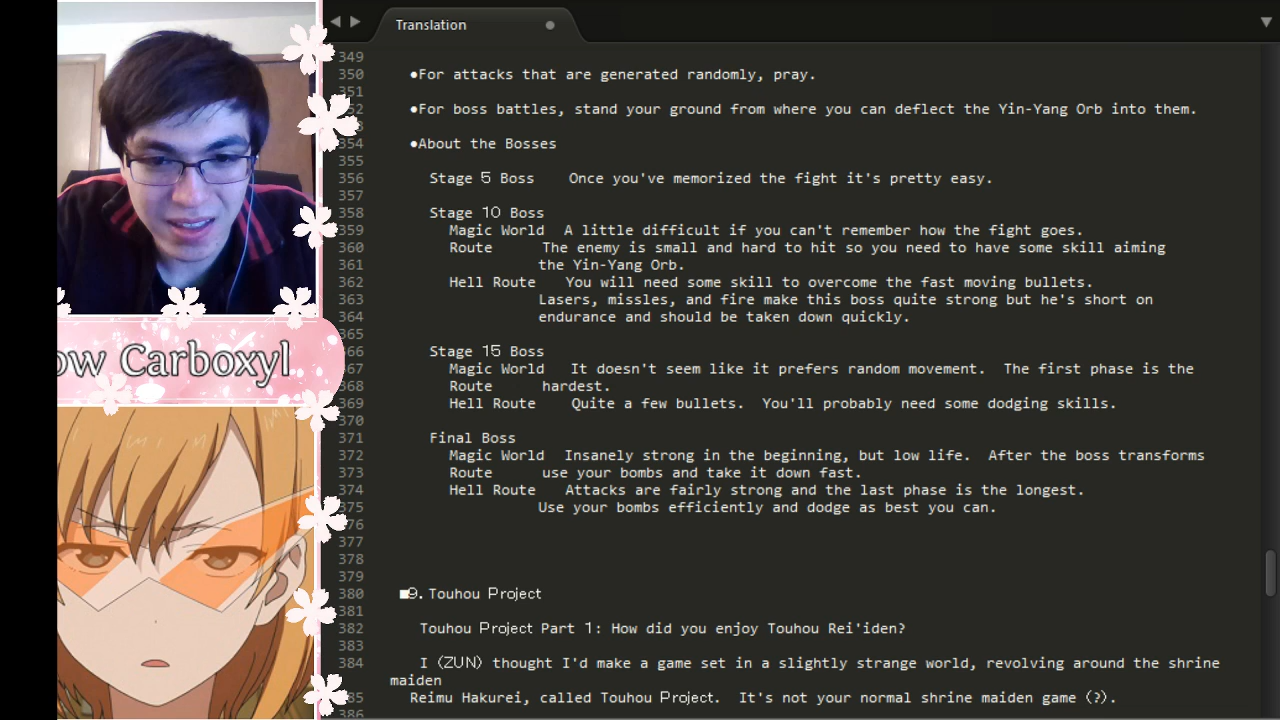 Translation
349
350 ●For attacks that are generated randomly, pray.
351
52 ●For boss battles, stand your ground from where you can deflect the Yin-Yang Orb into them.
354 ●About the Bosses
355
356 Stage 5 Boss Once you've memorized the fight it's pretty easy.
357
358 Stage 10 Boss
359 Magic World A little difficult if you can't remember how the fight goes.
360 Route The enemy is small and hard to hit so you need to have some skill aiming
361 the Yin-Yang Orb.
362 Hell Route You will need some skill to overcome the fast moving bullets.
363 Lasers, missles, and fire make this boss quite strong but he's short on
364 endurance and should be taken down quickly.
365
366 Stage 15 Boss
367 Magic World It doesn't seem like it prefers random movement. The first phase is the
368 Route hardest.
369 Hell Route Quite a few bullets. You'll probably need some dodging skills.
370
371 Final Boss
372 Magic World Insanely strong in the beginning, but low life. After the boss transforms
373 Route use your bombs and take it down fast.
374 Hell Route Attacks are fairly strong and the last phase is the longest.
375 Use your bombs efficiently and dodge as best you can.
376
377
378
379
380 ■9. Touhou Project
381
382 Touhou Project Part 1: How did you enjoy Touhou Rei'iden?
383
384 I (ZUN) thought I'd make a game set in a slightly strange world, revolving around the shrine
maiden
385 Reimu Hakurei, called Touhou Project. It's not your normal shrine maiden game (?).
386
ow Carboxyl